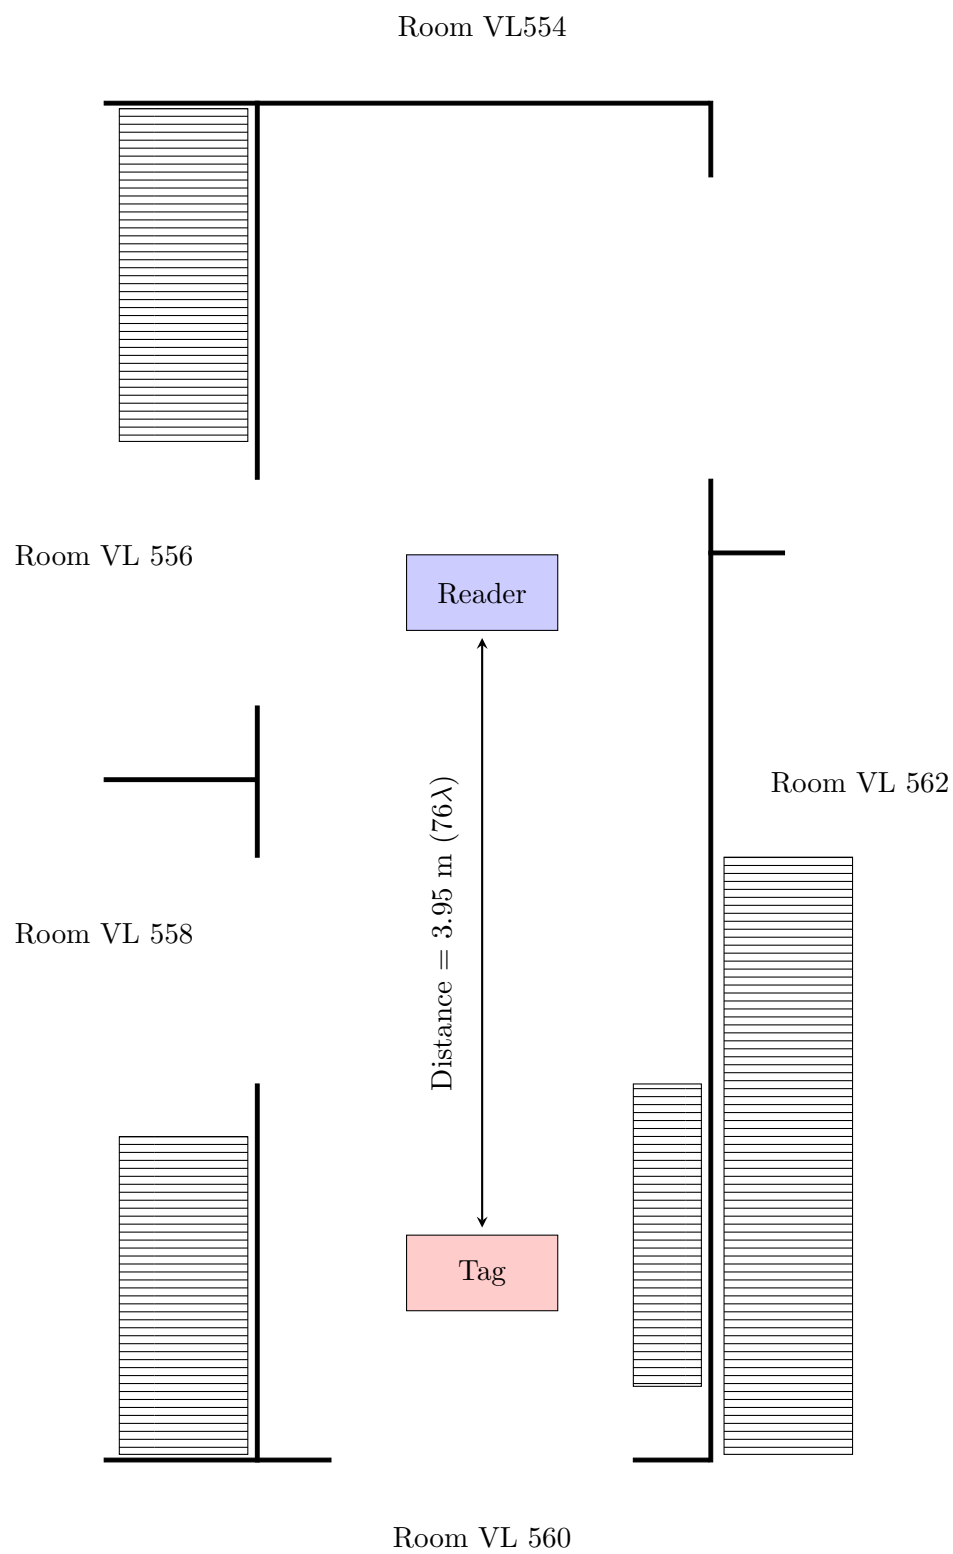 Room VL554
Room VL 556
Reader
Room VL 562
Distance = 3.95 m (76λ)
Room VL 558
Tag
Room VL 560